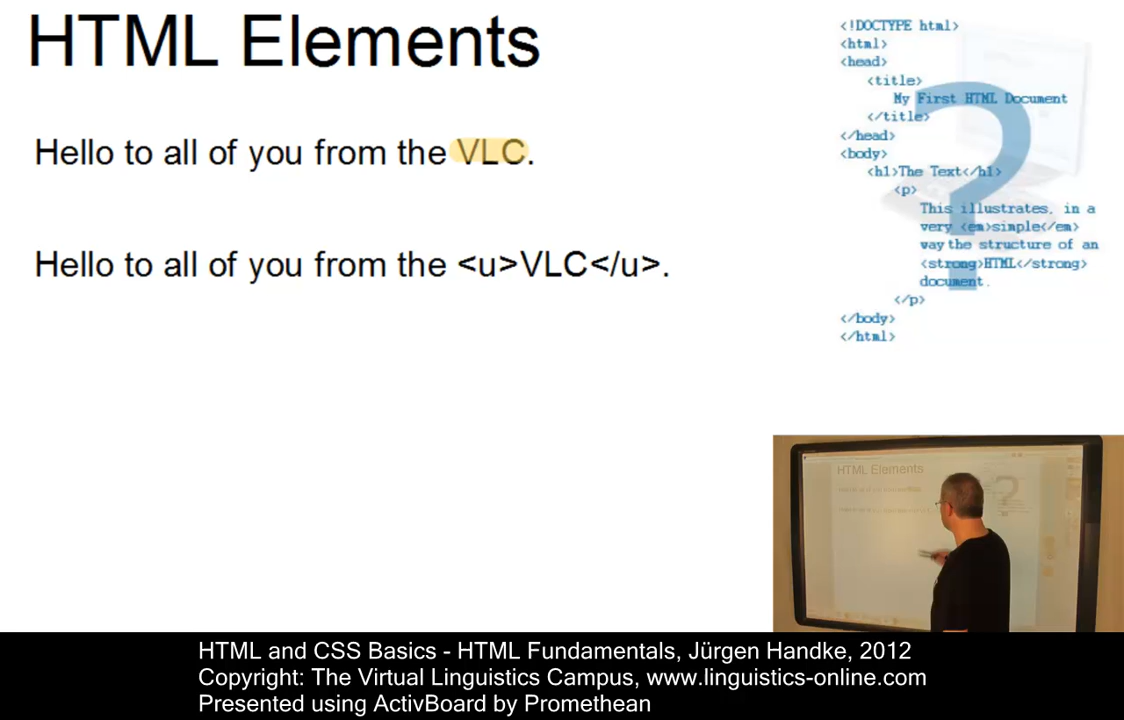 HTML Elements
Hello to all of you from the VLC.
Hello to all of you from the <u>VLC</u>.
<!DOCTYPE html>
<html>
<head>
<title>
My First HTML Document
</title>
</head>
<body>
<h1>The Text</h1>
<p>
This illustrates, in a
very <em>simple</em>
way the structure of an
<strong>HTML</strong>
document.
</p>
</body>
</html>
?
HTML Elements
HTML and CSS Basics - HTML Fundamentals, Jürgen Handke, 2012
Copyright: The Virtual Linguistics Campus, www.linguistics-online.com
Presented using ActivBoard by Promethean